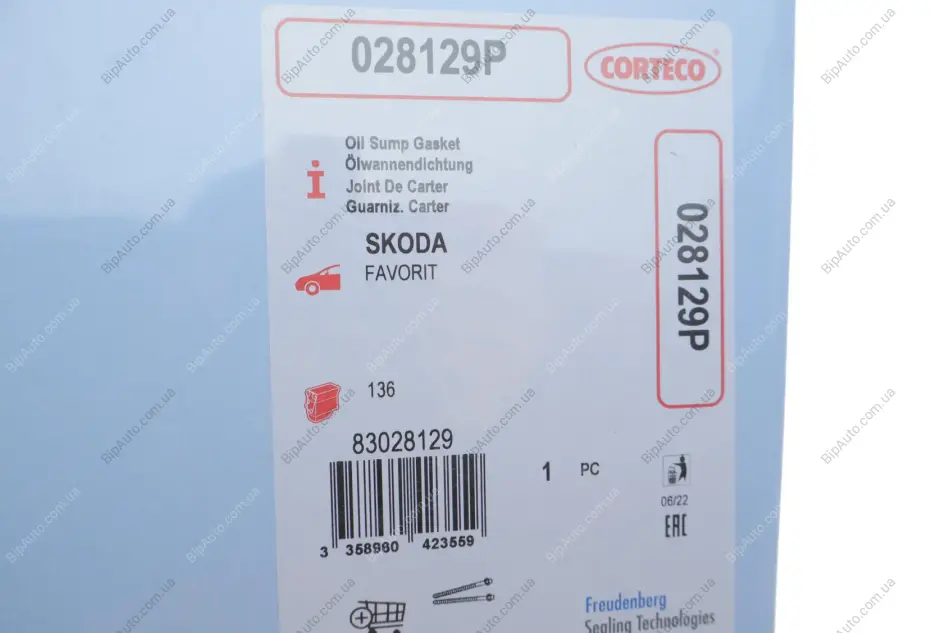 028129P
CORTECO
Oil Sump Gasket
Ölwannendichtung
Joint De Carter
Guarniz. Carter
028129P
SKODA
FAVORIT
136
83028129
1 PC
3 358960 423559
06/22
EAC
Freudenberg
Sealing Technologies
BipAuto.com.ua